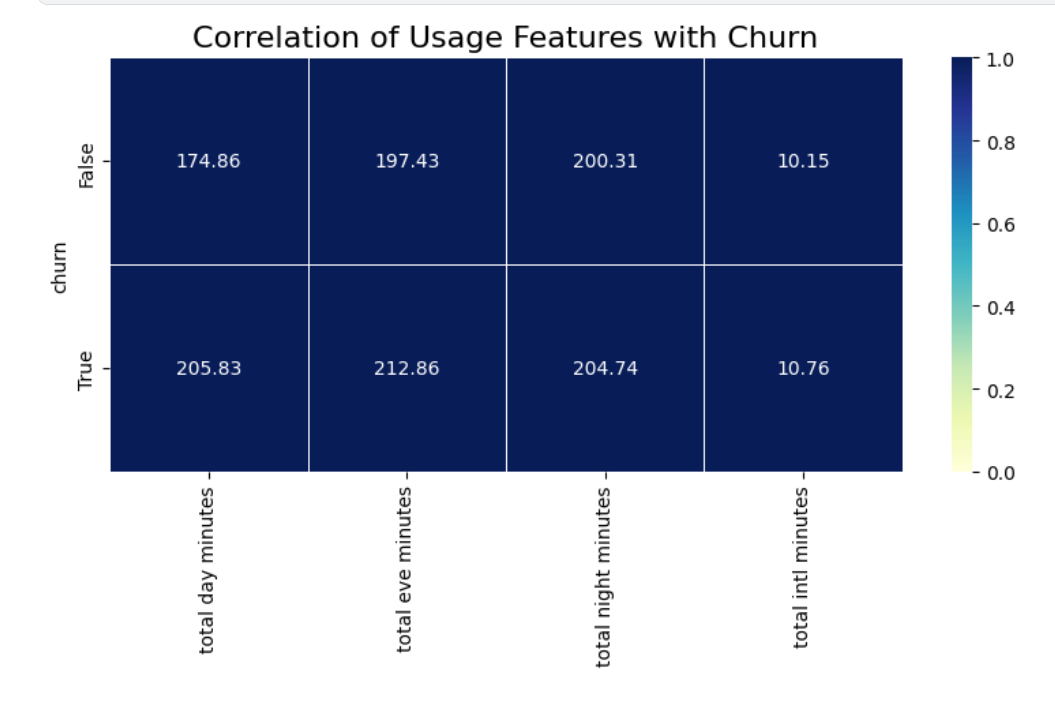 Correlation of Usage Features with Churn
churn
False
174.86 197.43 200.31 10.15
True
205.83 212.86 204.74 10.76
total day minutes
total eve minutes
total night minutes
total intl minutes
1.0
0.8
0.6
0.4
0.2
0.0